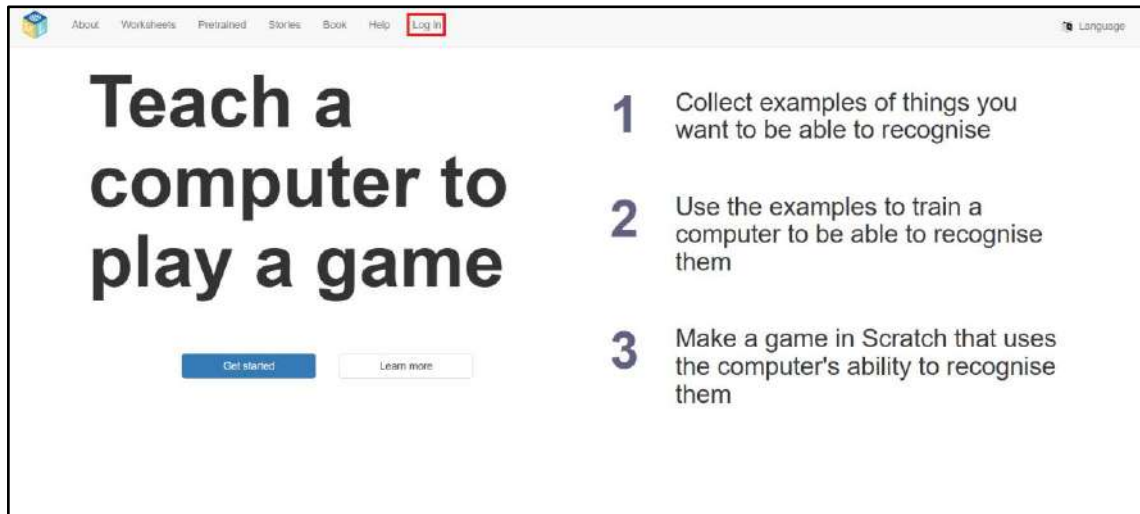 About Worksheets Pretrained Stories Book Help Log In Language
Teach a
computer to
play a game
Get started Learn more
1 Collect examples of things you
want to be able to recognise
2 Use the examples to train a
computer to be able to recognise
them
3 Make a game in Scratch that uses
the computer's ability to recognise
them